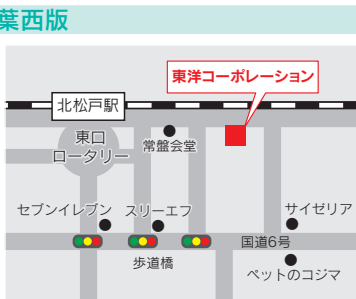 葉西版
東洋コーポレーション
北松戸駅
東口
ロータリー
常盤会堂
セブンイレブン
スリーエフ
サイゼリア
国道6号
歩道橋
ペットのコジマ